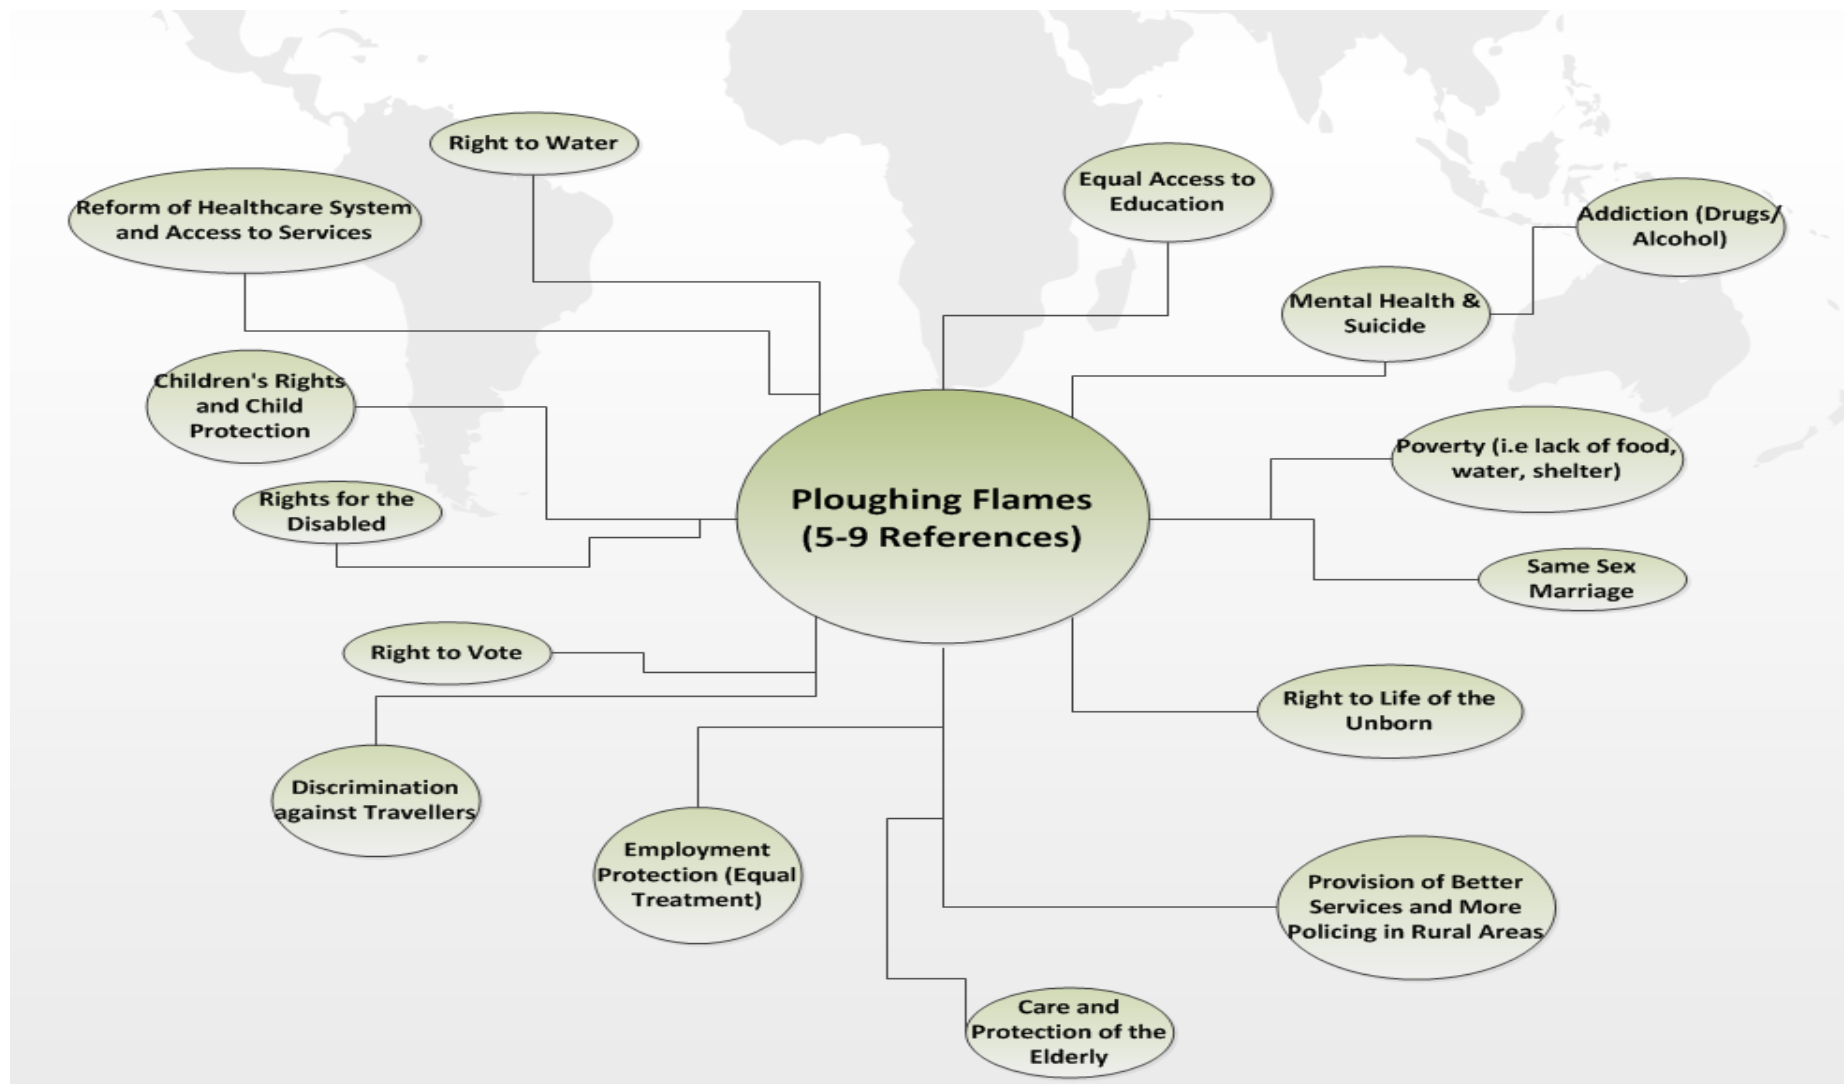 Right to Water
Equal Access to
Education
Reform of Healthcare System
and Access to Services
Addiction (Drugs/
Alcohol)
Mental Health &
Suicide
Children's Rights
and Child
Protection
Poverty (i.e lack of food,
water, shelter)
Rights for the
Disabled
Ploughing Flames
(5-9 References)
Same Sex
Marriage
Right to Vote
Right to Life of the
Unborn
Discrimination
against Travellers
Employment
Protection (Equal
Treatment)
Provision of Better
Services and More
Policing in Rural Areas
Care and
Protection of the
Elderly